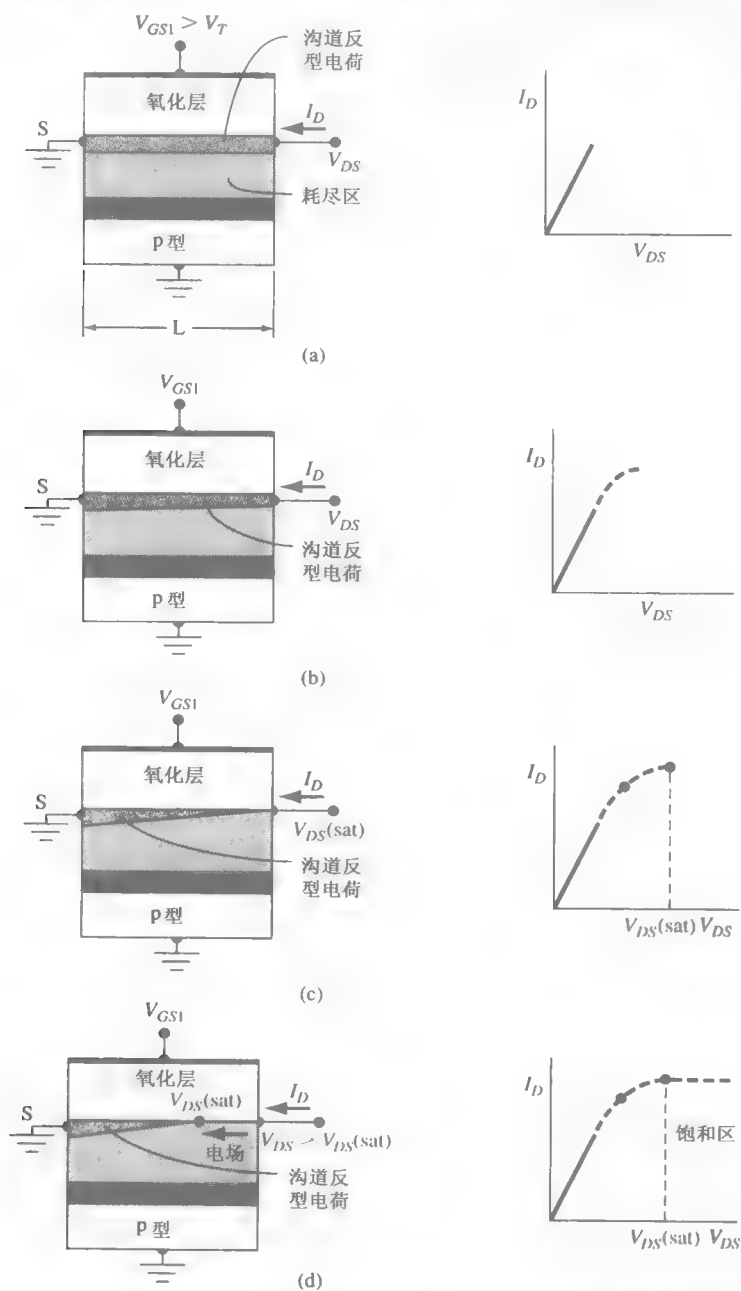 V_GS1 > V_T
沟道反
型电荷
氧化层
S
I_D
V_DS
耗尽区
p型
L
I_D
V_DS
(a)
V_GS1
氧化层
S
I_D
V_DS
沟道反
型电荷
p型
I_D
V_DS
(b)
V_GS1
氧化层
S
I_D
V_DS(sat)
沟道反
型电荷
p型
I_D
V_DS(sat) V_DS
(c)
V_GS1
氧化层
V_DS(sat)
S
I_D
电场
V_DS
V_DS(sat)
沟道反
型电荷
p型
I_D
饱和区
V_DS(sat) V_DS
(d)